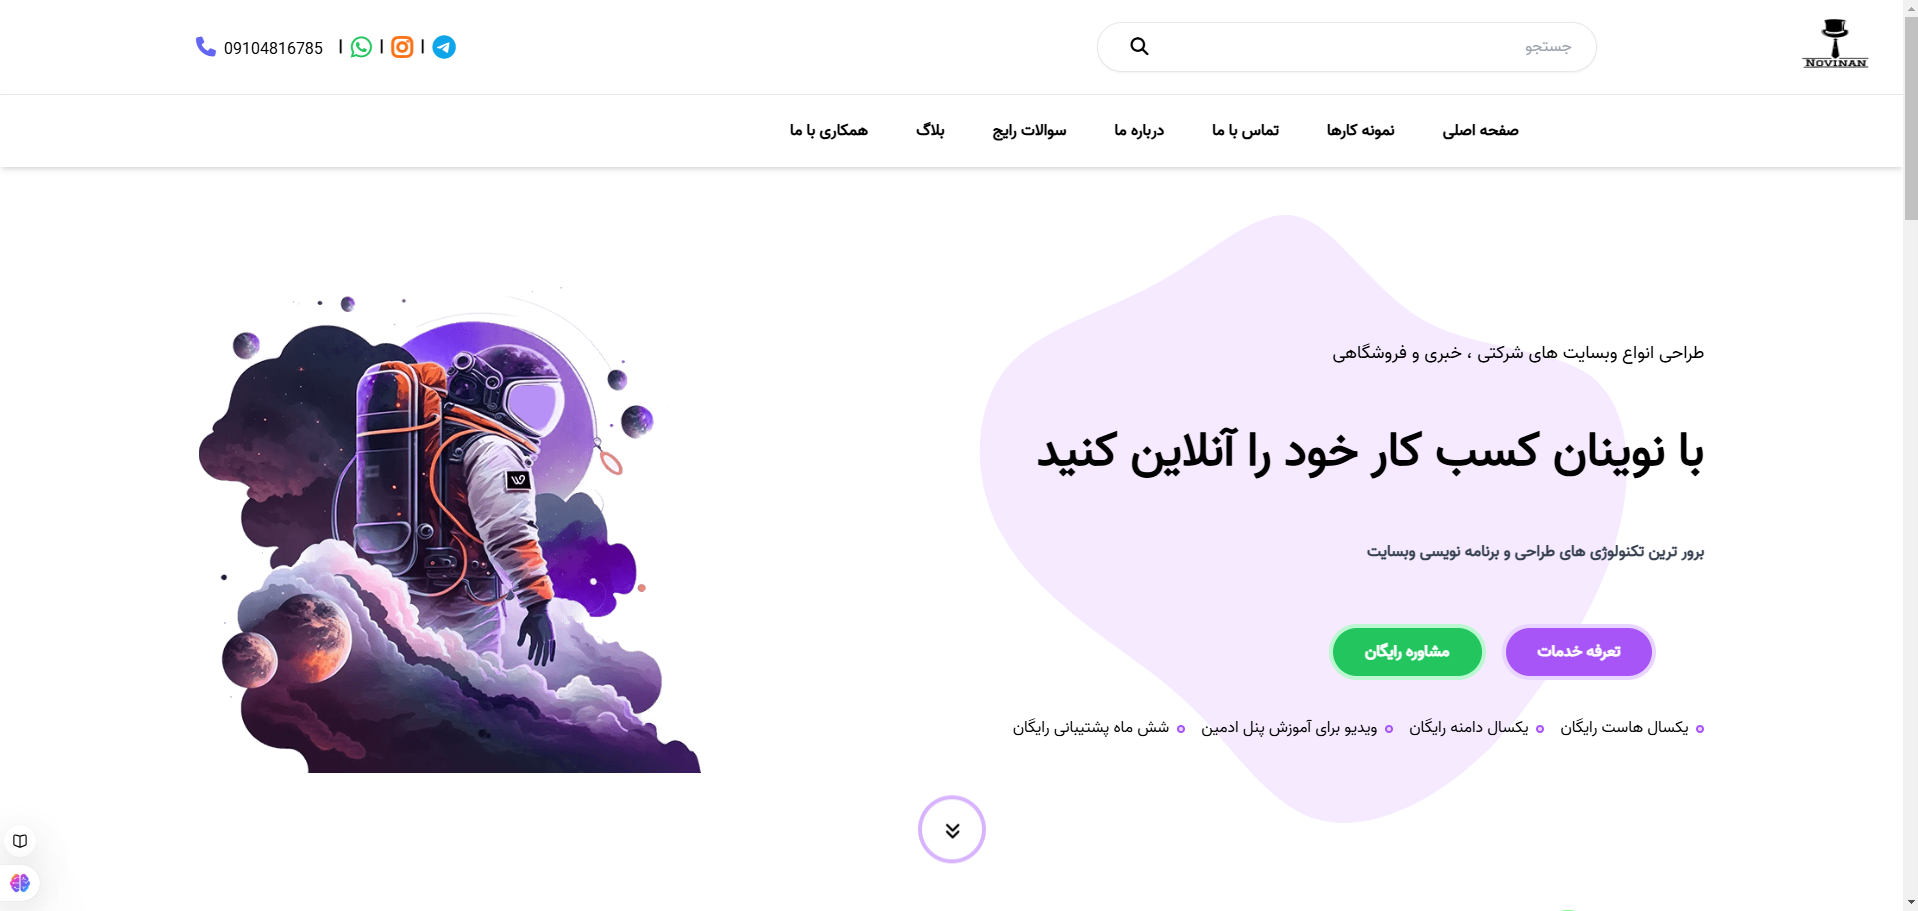 NOVINAN
جستجو
09104816785
صفحه اصلی
نمونه کارها
تماس با ما
درباره ما
سوالات رایج
بلاگ
همکاری با ما
طراحی انواع وبسایت های شرکتی ، خبری و فروشگاهی
با نوینان کسب کار خود را آنلاین کنید
برور ترین تکنولوژی های طراحی و برنامه نویسی وبسایت
تعرفه خدمات
مشاوره رایگان
یکسال هاست رایگان
یکسال دامنه رایگان
ویدیو برای آموزش پنل ادمین
شش ماه پشتیبانی رایگان